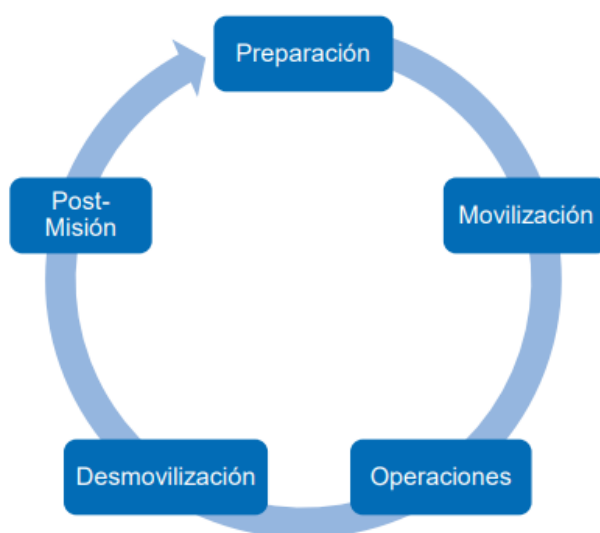 Preparación
Movilización
Operaciones
Desmovilización
Post-
Misión